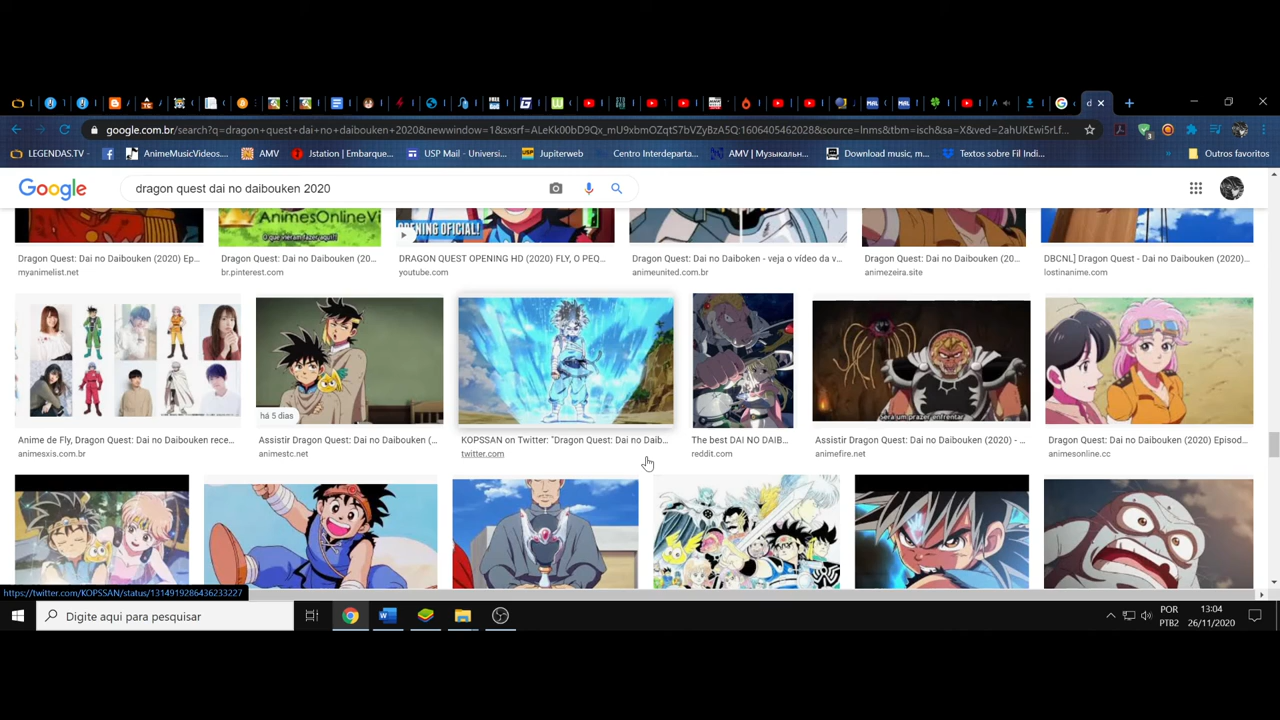 d
google.com.br/search?q=dragon+quest+dai+no+daibouken+2020&newwindow=1&sxsrf=ALeKk00bD9Qx_mU9xbmOZqtS7bVZyBzA5Q:1606405462028&source=lnms&tbm=isch&sa=X&ved=2ahUKEwi5rLf...
LEGENDAS.TV -
AnimeMusicVideos...
AMV
Jstation | Embarque...
USP Mail - Universi...
Jupiterweb
Centro Interdeparta...
AMV | Музыкальн...
Download music, m...
Textos sobre Fil Indi...
Outros favoritos
Google
dragon quest dai no daibouken 2020
AnimesOnlineVi
O que vieram fazer aqui?!
OPENING OFICIAL!
Dragon Quest: Dai no Daibouken (2020) Ep...
myanimelist.net
Dragon Quest: Dai no Daibouken (20...
br.pinterest.com
DRAGON QUEST OPENING HD (2020) FLY, O PEQ...
youtube.com
Dragon Quest: Dai no Daiboken - veja o vídeo da v...
animeunited.com.br
Dragon Quest: Dai no Daibouken (20...
animezeira.site
DBCNL] Dragon Quest - Dai no Daibouken (2020)...
lostinanime.com
há 5 dias
Será um prazer enfrentar
Anime de Fly, Dragon Quest: Dai no Daibouken rece...
animesxis.com.br
Assistir Dragon Quest: Dai no Daibouken (...
animestc.net
KOPSSAN on Twitter: "Dragon Quest: Dai no Daib...
twitter.com
The best DAI NO DAIB...
reddit.com
Assistir Dragon Quest: Dai no Daibouken (2020) - ...
animefire.net
Dragon Quest: Dai no Daibouken (2020) Episod...
animesonline.cc
https://twitter.com/KOPSSAN/status/1314919286436233227
Digite aqui para pesquisar
POR
PTB2
13:04
26/11/2020